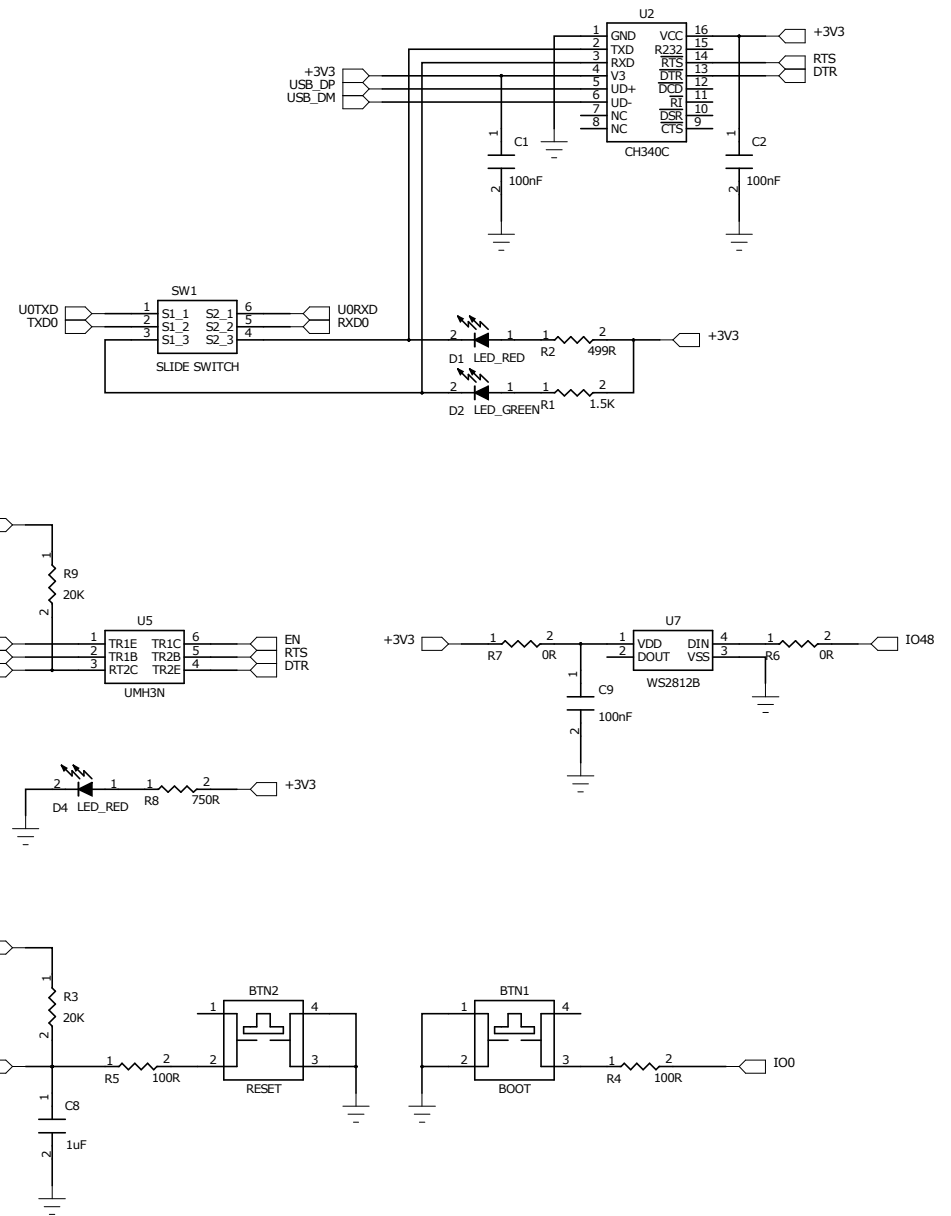 U2
1 GND VCC 16 +3V3
2 TXD R232 15
3 RXD RTS 14 RTS
+3V3 4 V3 DTR 13 DTR
USB_DP 5 UD+ DCD 12
USB_DM 6 UD- RI 11
7 NC DSR 10
8 NC CTS 9
CH340C
1 C1
2 100nF
1 C2
2 100nF
SW1
U0TXD 1 S1_1 S2_1 6 U0RXD
TXD0 2 S1_2 S2_2 5 RXD0
3 S1_3 S2_3 4
SLIDE SWITCH
2 1 1 2 +3V3
D1 LED_RED R2 499R
2 1 1 2
D2 LED_GREEN R1 1.5K
1
R9
20K
2
U5
1 TR1E TR1C 6 EN
2 TR1B TR2B 5 RTS
3 RT2C TR2E 4 DTR
UMH3N
U7
+3V3 1 2 1 VDD DIN 4 1 2 IO48
R7 0R 2 DOUT VSS 3 R6 0R
WS2812B
1 C9
100nF
2
2 1 1 2 +3V3
D4 LED_RED R8 750R
1
R3
20K
2
BTN2
1 4
1 2 2 3
R5 100R
RESET
1 C8
1uF
2
BTN1
1 4
2 3 1 2 IO0
R4 100R
BOOT